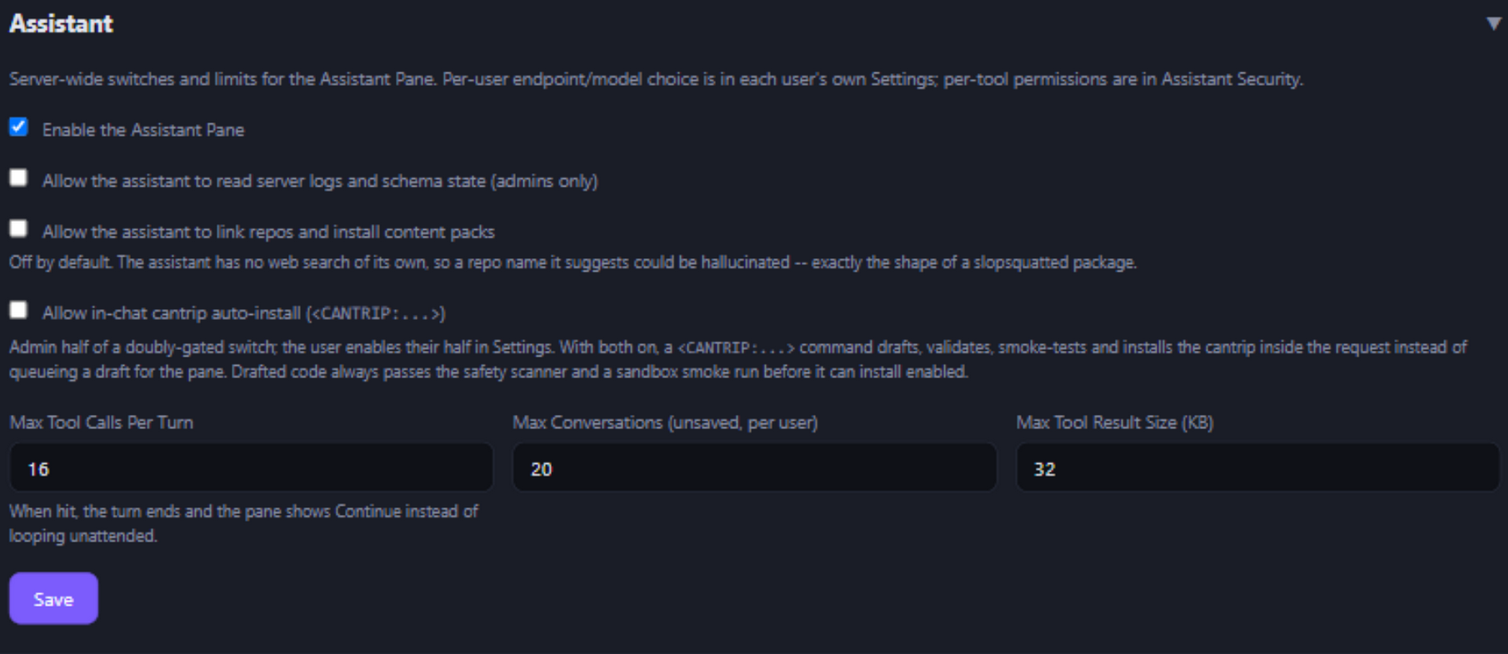 Assistant
Server-wide switches and limits for the Assistant Pane. Per-user endpoint/model choice is in each user's own Settings; per-tool permissions are in Assistant Security.
Enable the Assistant Pane
Allow the assistant to read server logs and schema state (admins only)
Allow the assistant to link repos and install content packs
Off by default. The assistant has no web search of its own, so a repo name it suggests could be hallucinated -- exactly the shape of a slopsquatted package.
Allow in-chat cantrip auto-install (<CANTRIP:...>)
Admin half of a doubly-gated switch; the user enables their half in Settings. With both on, a <CANTRIP:...> command drafts, validates, smoke-tests and installs the cantrip inside the request instead of
queueing a draft for the pane. Drafted code always passes the safety scanner and a sandbox smoke run before it can install enabled.
Max Tool Calls Per Turn
16
When hit, the turn ends and the pane shows Continue instead of
looping unattended.
Max Conversations (unsaved, per user)
20
Max Tool Result Size (KB)
32
Save